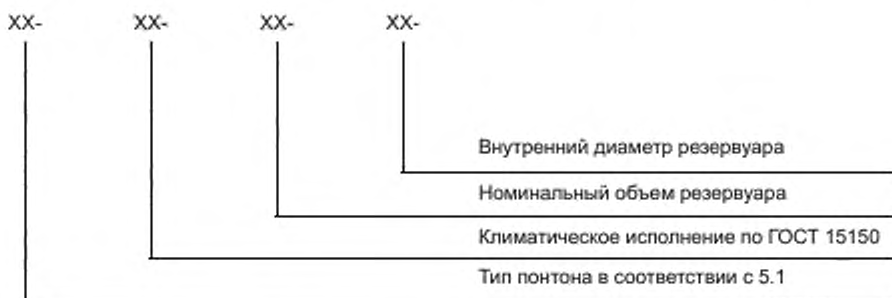 XX- XX- XX- XX-
Внутренний диаметр резервуара
Номинальный объем резервуара
Климатическое исполнение по ГОСТ 15150
Тип понтона в соответствии с 5.1